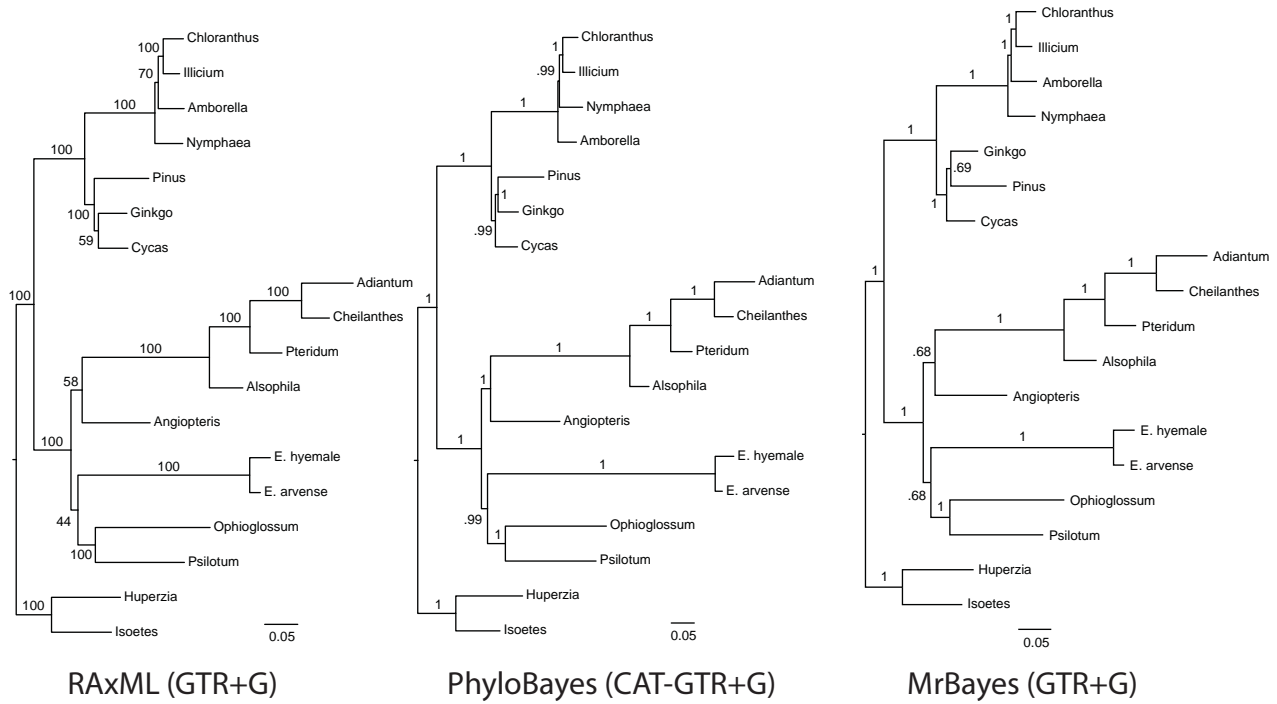 100
Chloranthus
70
Illicium
100
Amborella
100
Nymphaea
Pinus
100
Ginkgo
59
Cycas
100
100
Adiantum
100
Cheilanthes
100
Pteridum
58
Alsophila
Angiopteris
100
100
E. hyemale
E. arvense
44
Ophioglossum
100
Psilotum
100
Huperzia
Isoetes
0.05
RAxML (GTR+G)
1
Chloranthus
.99
Illicium
1
Nymphaea
Amborella
1
Pinus
1
Ginkgo
.99
Cycas
1
1
Adiantum
1
Cheilanthes
1
Pteridum
1
Alsophila
Angiopteris
1
1
E. hyemale
E. arvense
.99
Ophioglossum
1
Psilotum
1
Huperzia
Isoetes
0.05
PhyloBayes (CAT-GTR+G)
1
Chloranthus
1
Illicium
1
Amborella
Nymphaea
1
Ginkgo
.69
Pinus
1
Cycas
1
1
Adiantum
1
Cheilanthes
1
Pteridum
.68
Alsophila
Angiopteris
1
1
E. hyemale
E. arvense
.68
Ophioglossum
1
Psilotum
1
Huperzia
Isoetes
0.05
MrBayes (GTR+G)